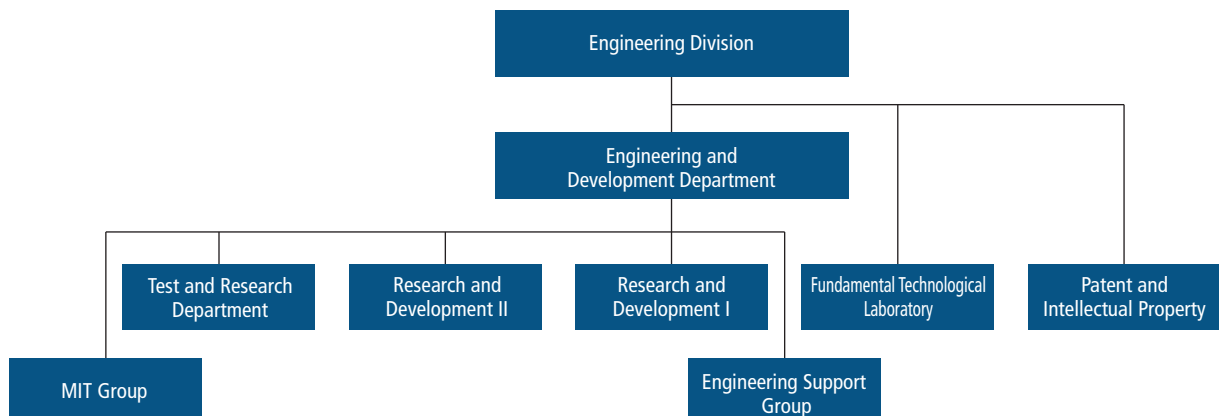 Engineering Division
Engineering and
Development Department
Test and Research
Department
Research and
Development II
Research and
Development I
Fundamental Technological
Laboratory
Patent and
Intellectual Property
MIT Group
Engineering Support
Group